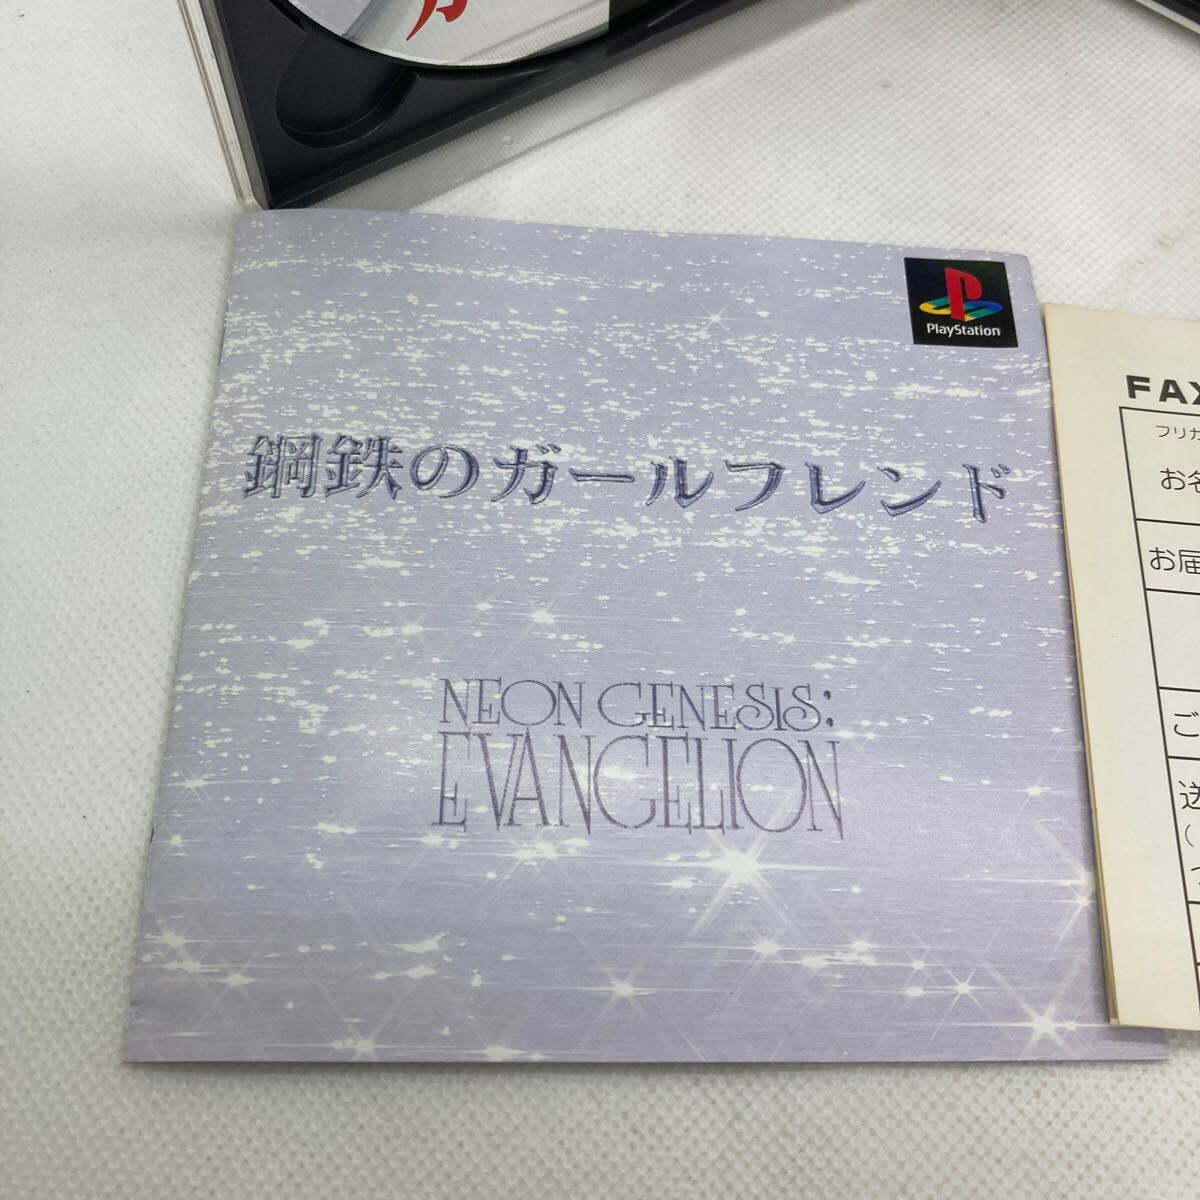 PlayStation
鋼鉄のガールフレンド
NEON GENESIS:
EVANGELION
FAX
フリガ
お名
お届
ご
送
(